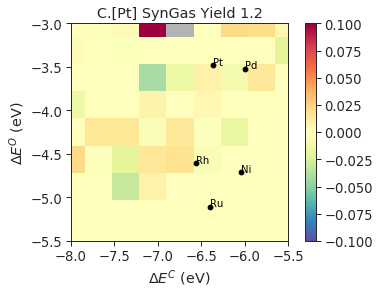 C.[Pt] SynGas Yield 1.2
ΔE^O (eV)
−3.0
−3.5
−4.0
−4.5
−5.0
−5.5
Pt
Pd
Rh
Ni
Ru
−8.0 −7.5 −7.0 −6.5 −6.0 −5.5
ΔE^C (eV)
0.100
0.075
0.050
0.025
0.000
−0.025
−0.050
−0.075
−0.100